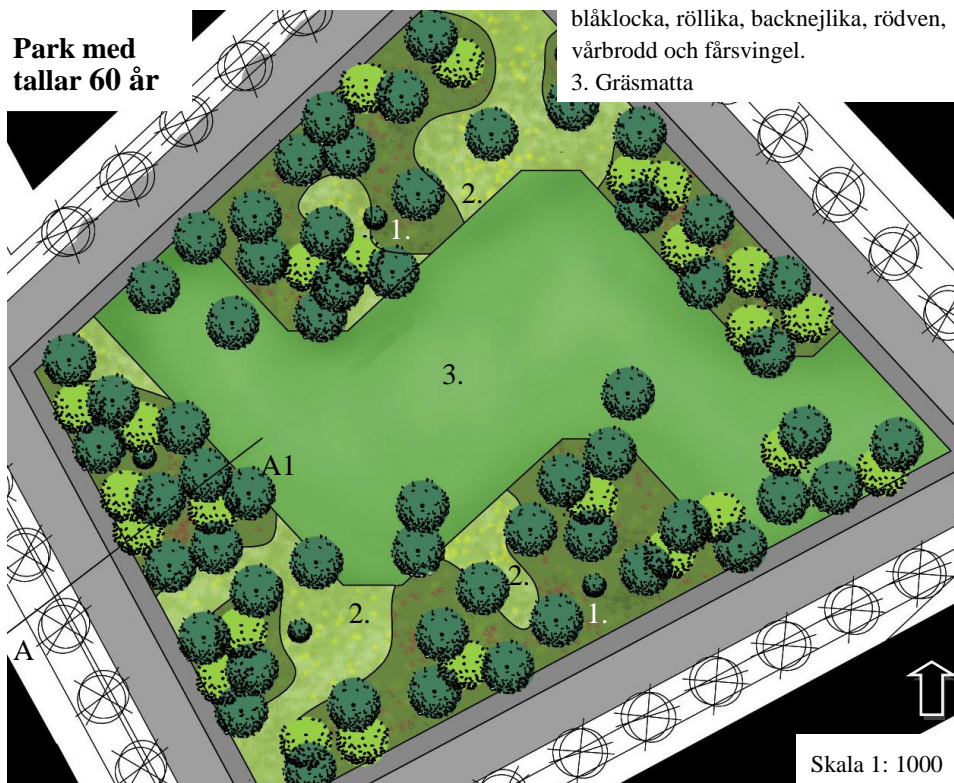 Park med
tallar 60 år
blåklocka, röllika, backnejlika, rödven,
vårbrodd och fårsvingel.
3. Gräsmatta
2.
1.
3.
A1
2.
2.
1.
A
Skala 1: 1000